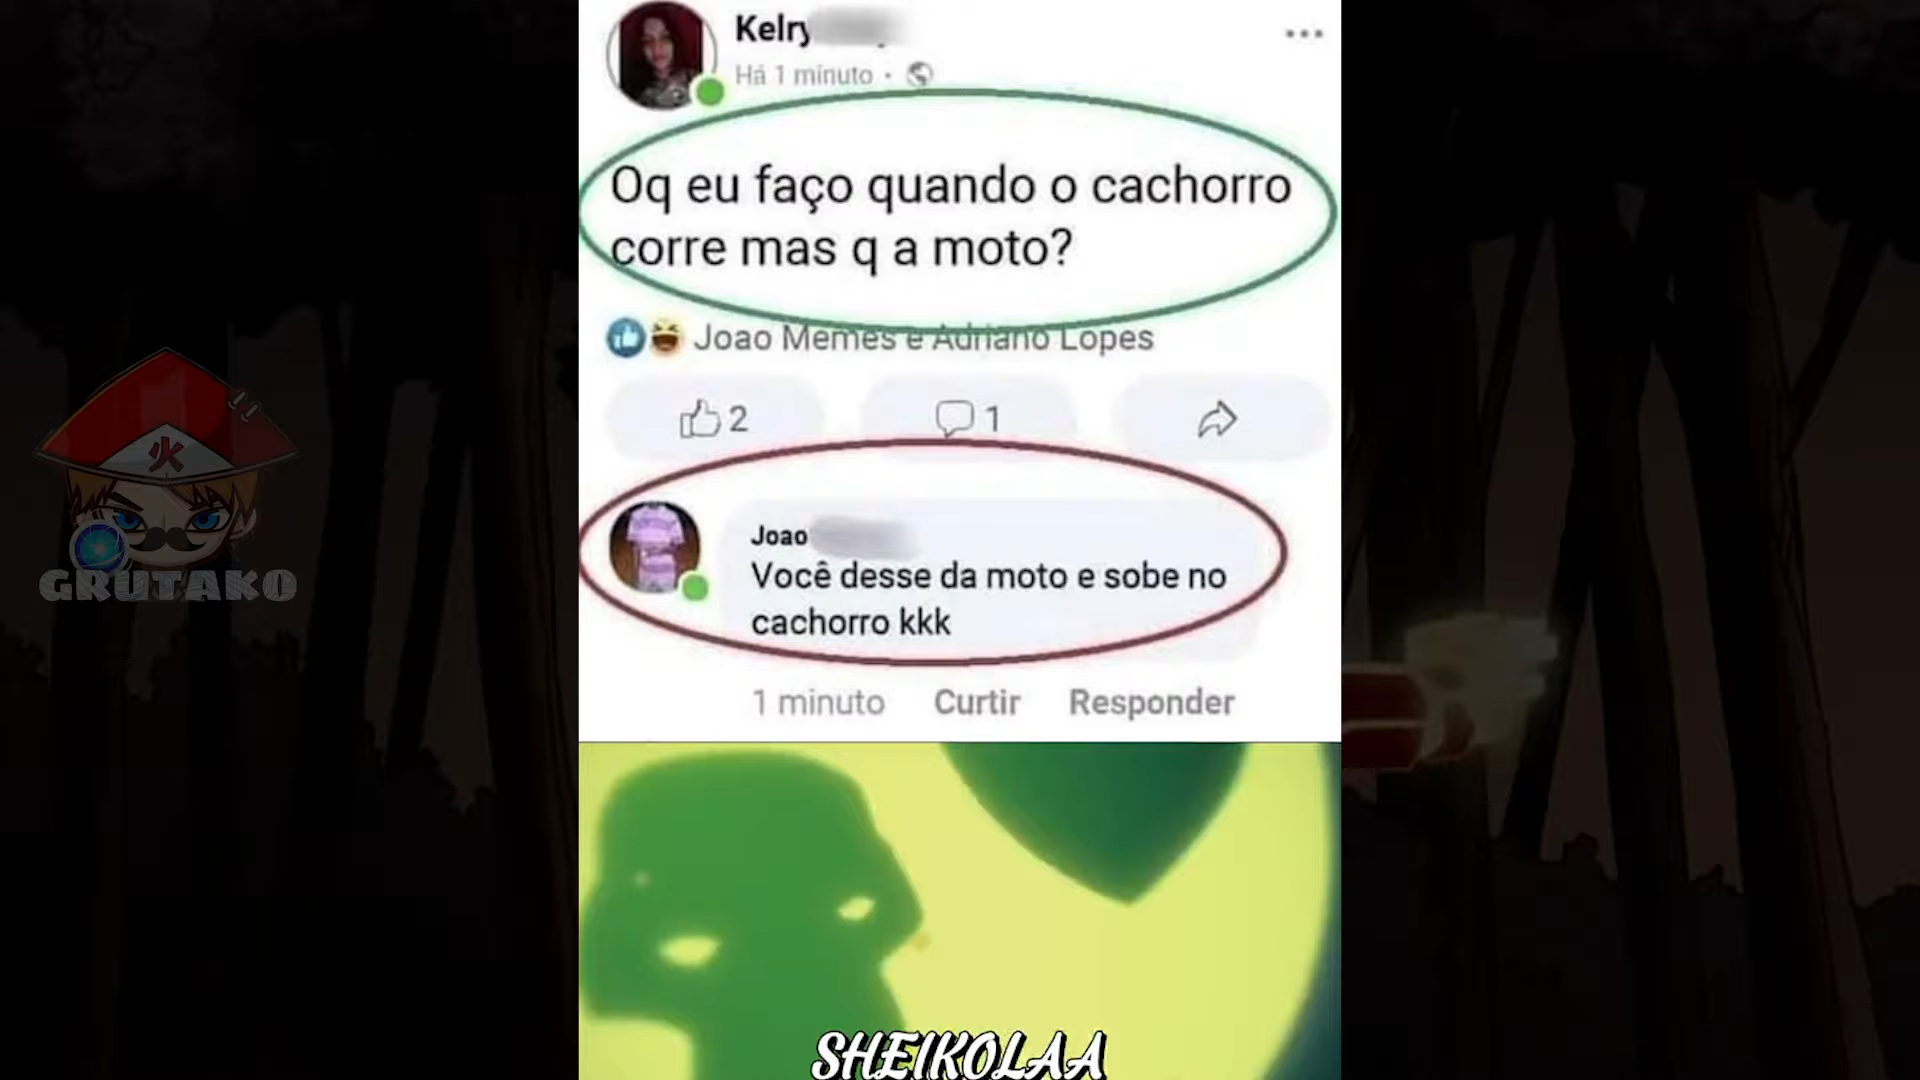 Kelry
Há 1 minuto ·
Oq eu faço quando o cachorro
corre mas q a moto?
Joao Memes e Adriano Lopes
2
1
Joao
Você desse da moto e sobe no
cachorro kkk
1 minuto Curtir Responder
火
GRUTAKO
SHEIKOLAA